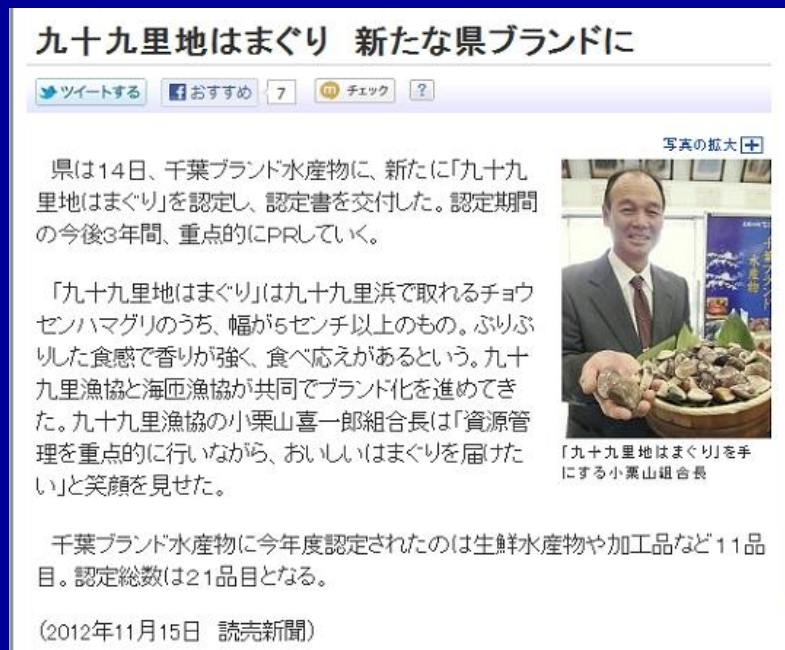 九十九里地はまぐり　新たな県ブランドに
ツイートする　おすすめ　7　チェック　?
写真の拡大
　県は14日、千葉ブランド水産物に、新たに「九十九
里地はまぐり」を認定し、認定書を交付した。認定期間
の今後3年間、重点的にPRしていく。
　「九十九里地はまぐり」は九十九里浜で取れるチョウ
センハマグリのうち、幅が5センチ以上のもの。ぷりぷ
りした食感で香りが強く、食べ応えがあるという。九十
九里漁協と海匝漁協が共同でブランド化を進めてき
た。九十九里漁協の小栗山喜一郎組合長は「資源管
理を重点的に行いながら、おいしいはまぐりを届けた
い」と笑顔を見せた。
千葉ブランド
水産物
「九十九里地はまぐり」を手
にする小栗山組合長
　千葉ブランド水産物に今年度認定されたのは生鮮水産物や加工品など11品
目。認定総数は21品目となる。
（2012年11月15日　読売新聞）